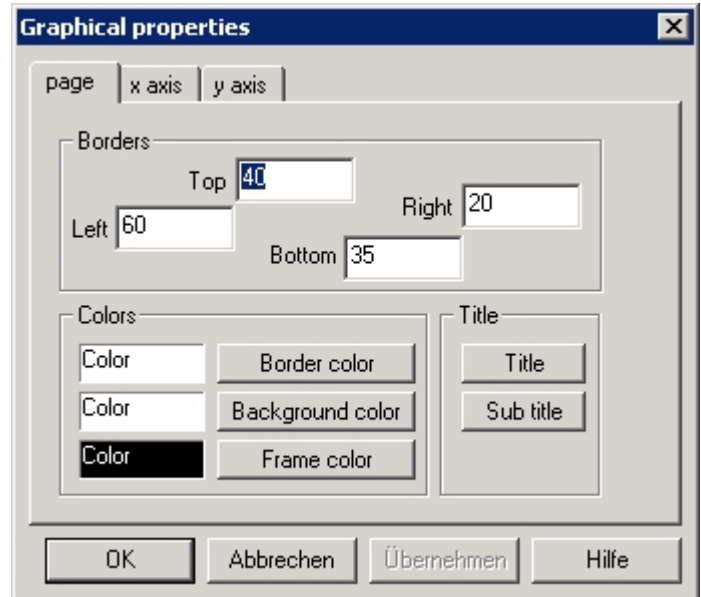 Graphical properties
page x axis y axis
Borders
Top 40
Right 20
Left 60
Bottom 35
Colors
Color Border color
Color Background color
Color Frame color
Title
Title
Sub title
OK Abbrechen Übernehmen Hilfe